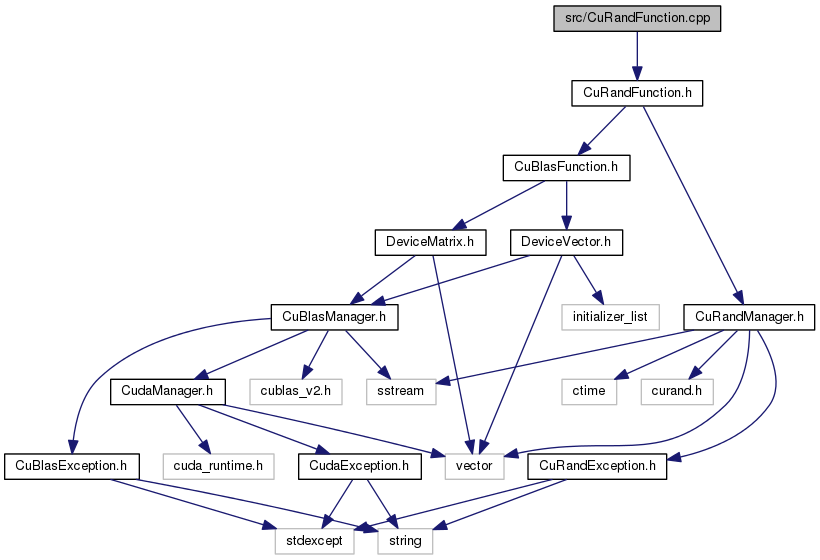 src/CuRandFunction.cpp
CuRandFunction.h
CuBlasFunction.h
DeviceMatrix.h
DeviceVector.h
CuBlasManager.h
initializer_list
CuRandManager.h
CudaManager.h
cublas_v2.h
sstream
ctime
curand.h
CuBlasException.h
cuda_runtime.h
CudaException.h
vector
CuRandException.h
stdexcept
string